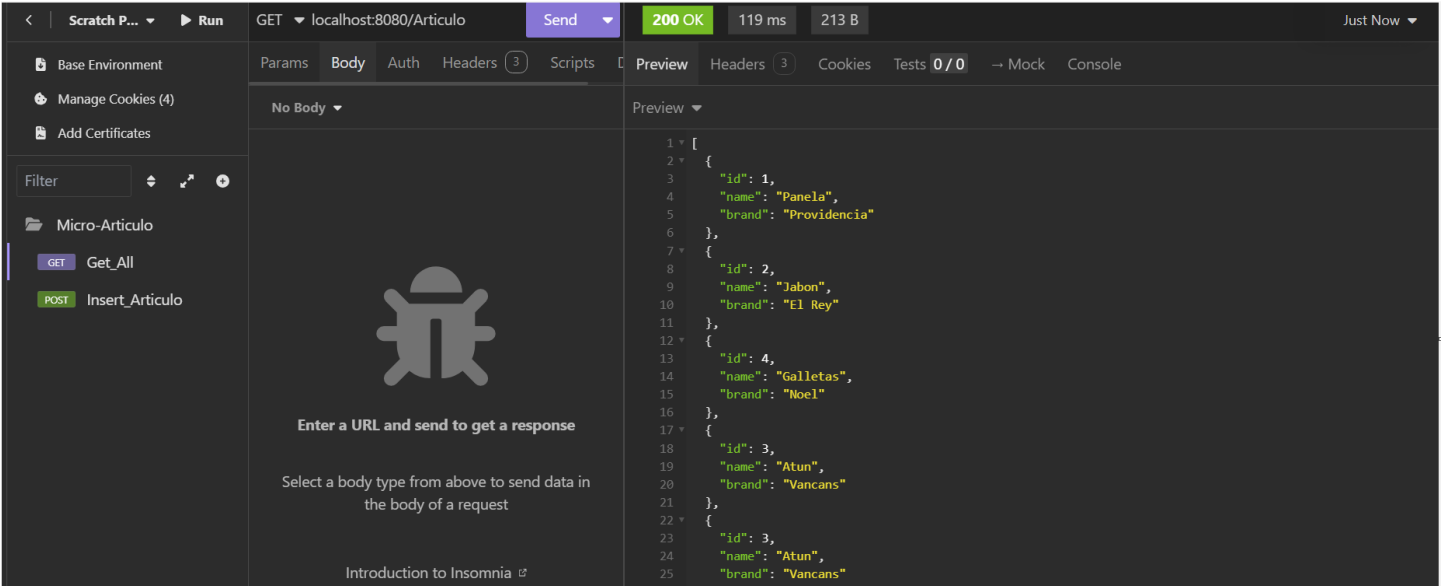 Scratch P...
Run
Base Environment
Manage Cookies (4)
Add Certificates
Filter
Micro-Articulo
GET Get_All
POST Insert_Articulo
GET localhost:8080/Articulo Send
Params Body Auth Headers 3 Scripts
No Body
Enter a URL and send to get a response
Select a body type from above to send data in
the body of a request
Introduction to Insomnia
200 OK 119 ms 213 B Just Now
Preview Headers 3 Cookies Tests 0 / 0 → Mock Console
Preview
1 [
2 {
3 "id": 1,
4 "name": "Panela",
5 "brand": "Providencia"
6 },
7 {
8 "id": 2,
9 "name": "Jabon",
10 "brand": "El Rey"
11 },
12 {
13 "id": 4,
14 "name": "Galletas",
15 "brand": "Noel"
16 },
17 {
18 "id": 3,
19 "name": "Atun",
20 "brand": "Vancans"
21 },
22 {
23 "id": 3,
24 "name": "Atun",
25 "brand": "Vancans"